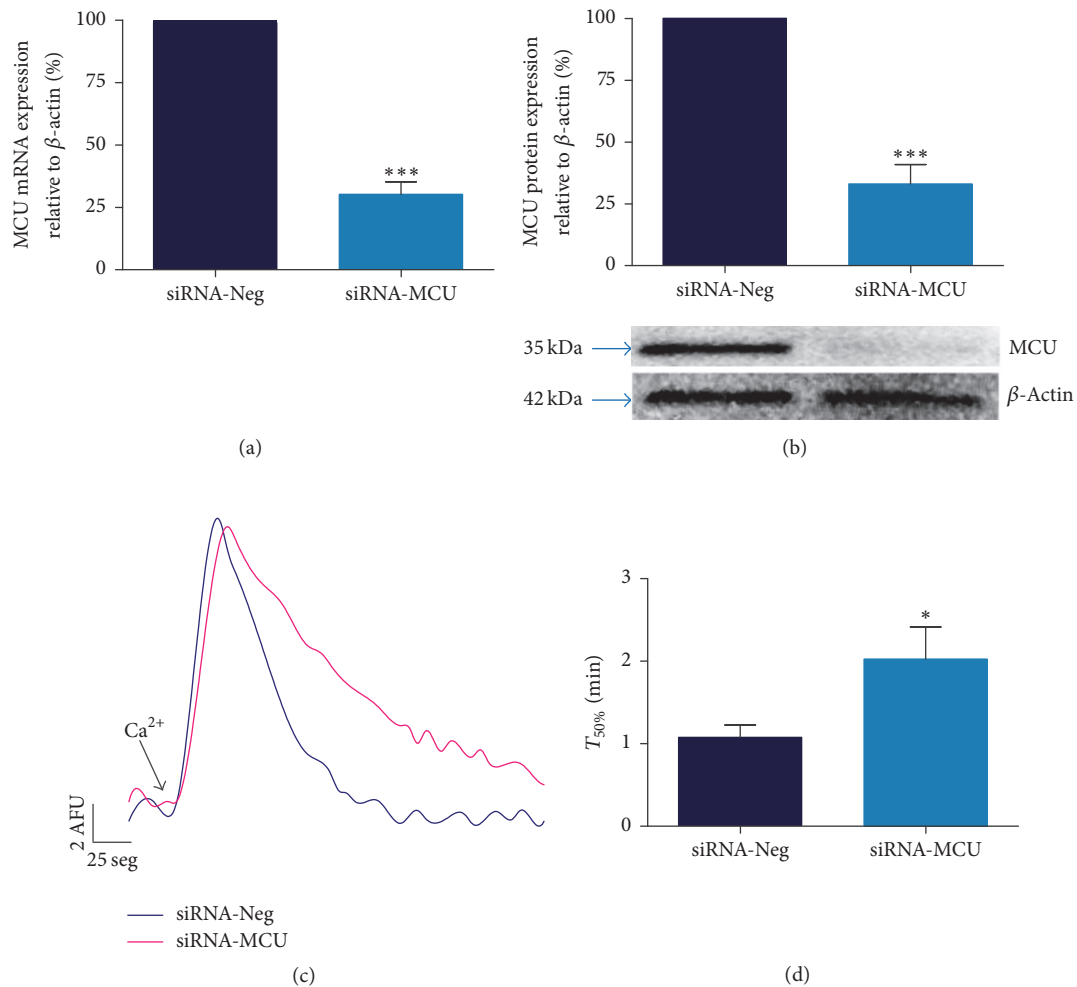 MCU mRNA expression
relative to β-actin (%)
100
75
50
25
0
***
siRNA-Neg
siRNA-MCU
(a)
MCU protein expression
relative to β-actin (%)
100
75
50
25
0
***
siRNA-Neg
siRNA-MCU
35 kDa
MCU
42 kDa
β-Actin
(b)
Ca²⁺
2 AFU
25 seg
siRNA-Neg
siRNA-MCU
(c)
T50% (min)
3
2
1
0
*
siRNA-Neg
siRNA-MCU
(d)